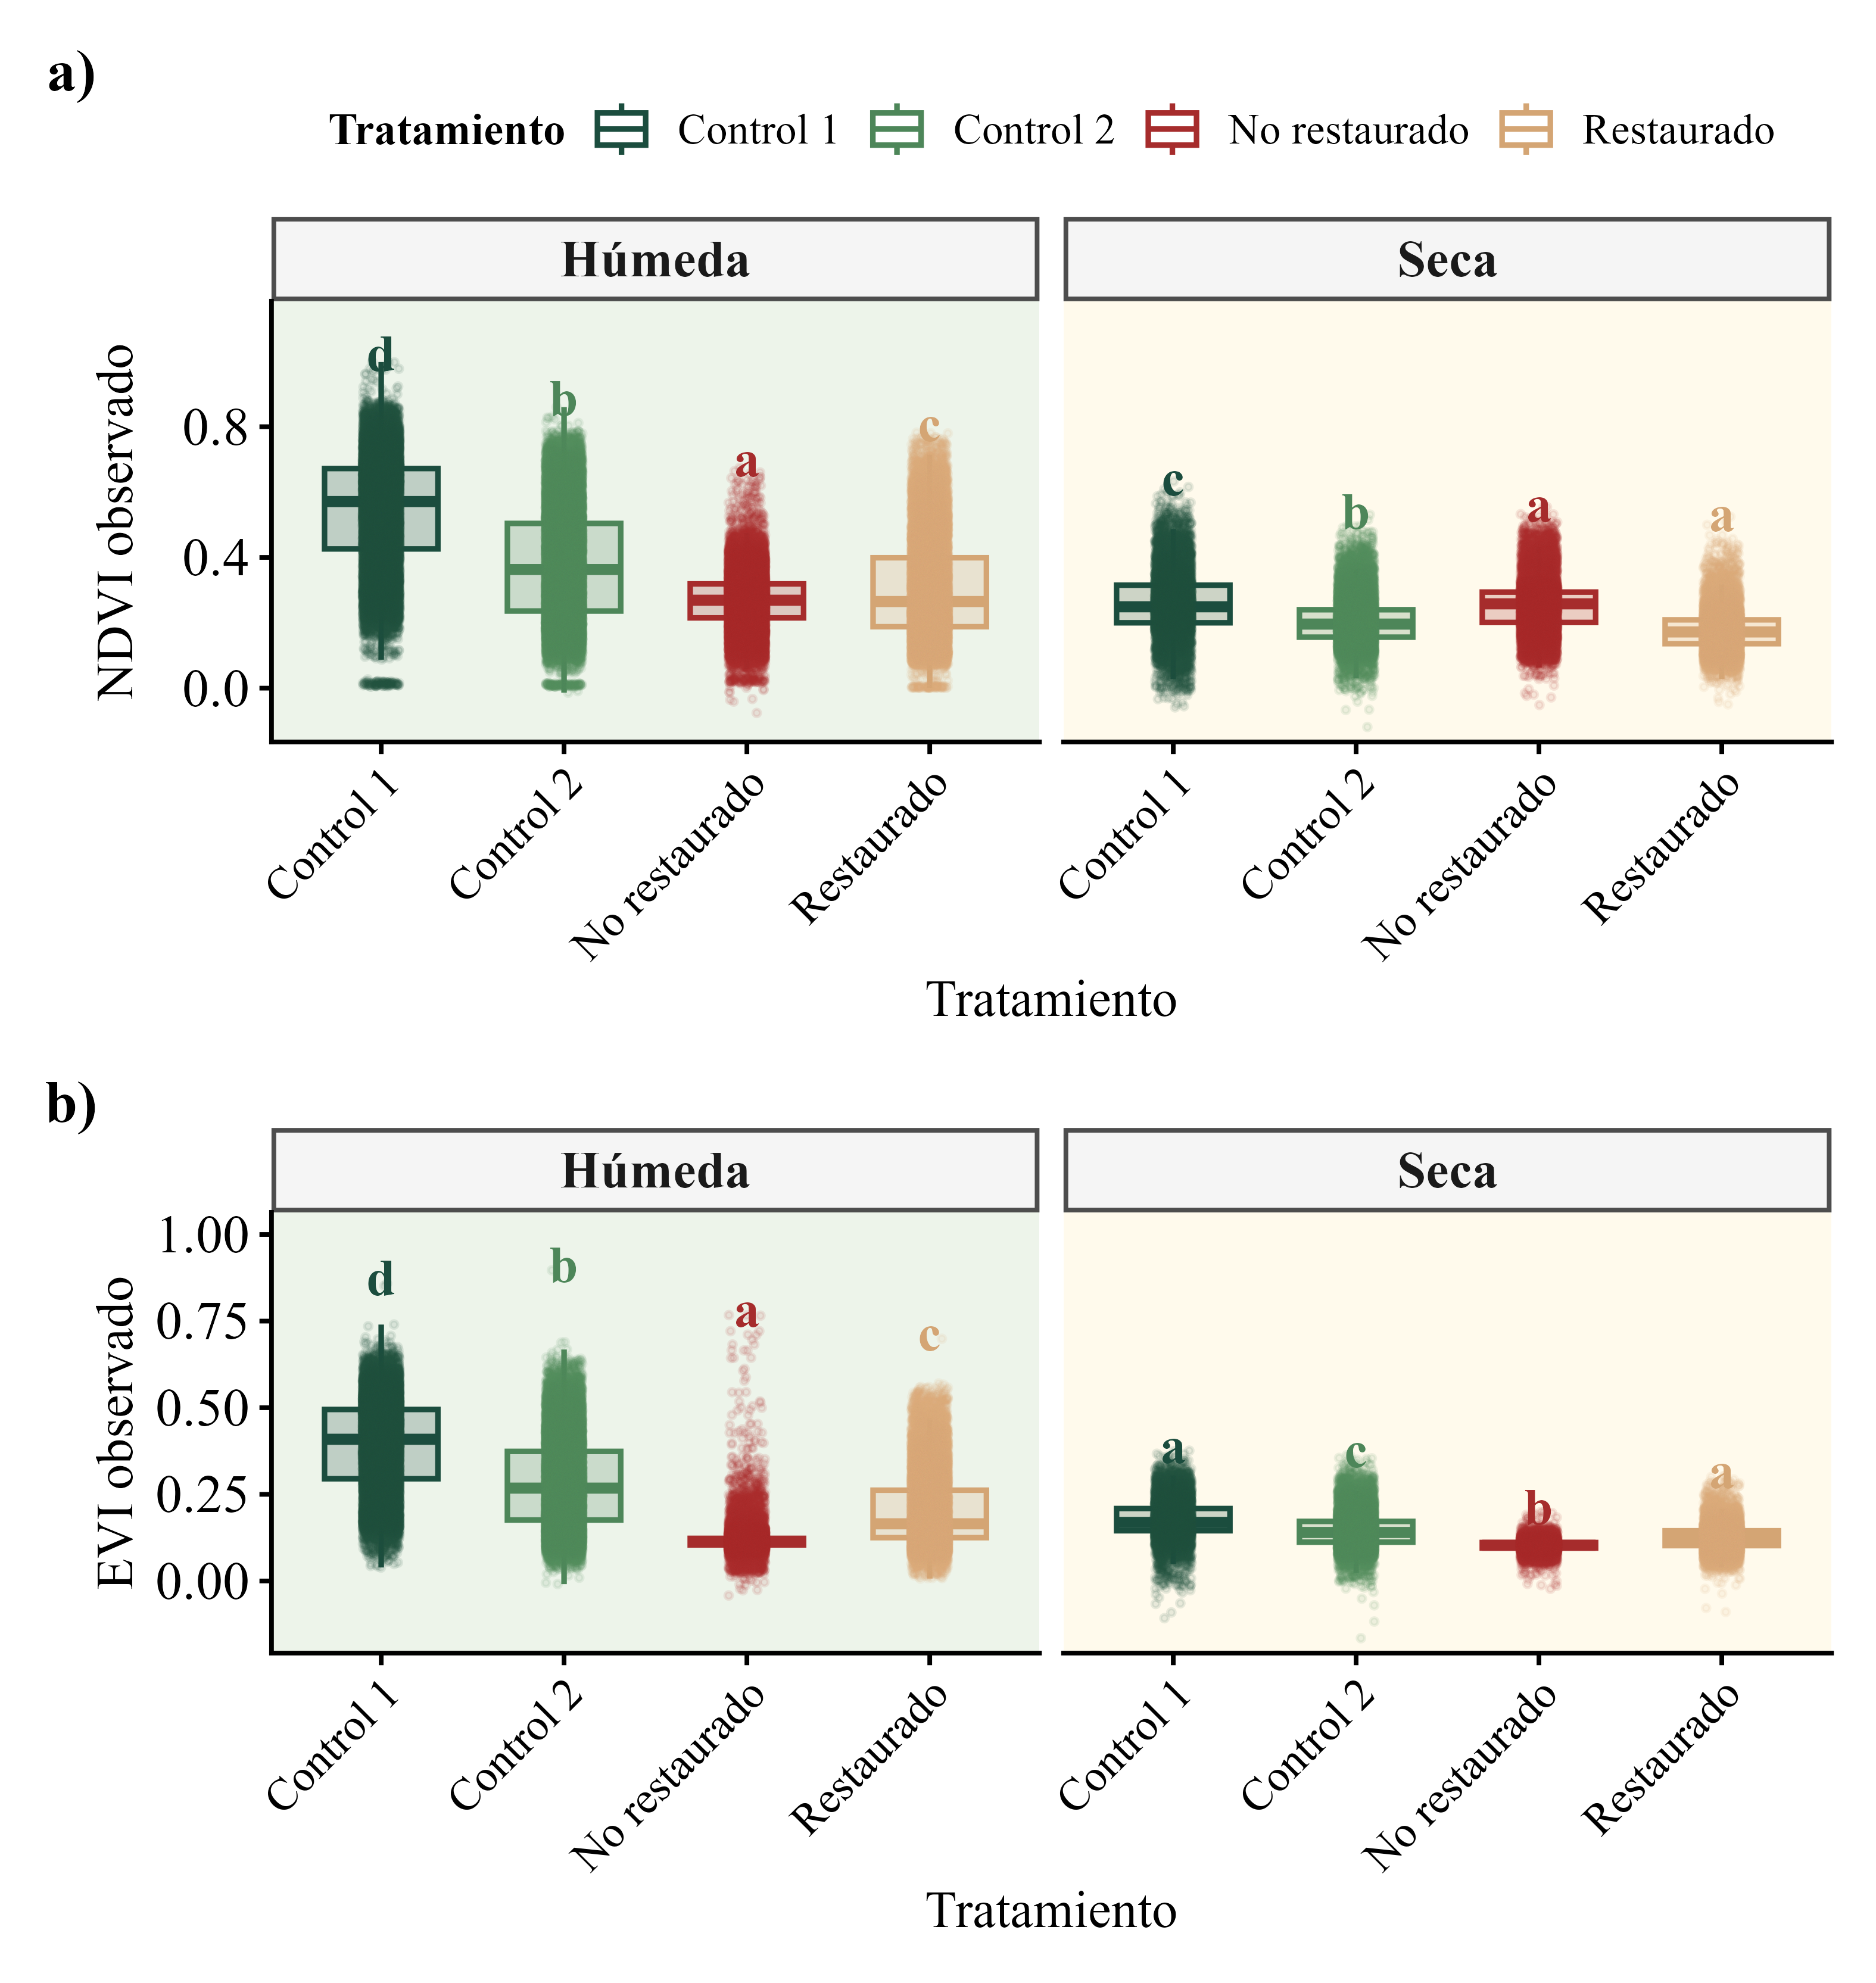 a)
Tratamiento Control 1 Control 2 No restaurado Restaurado
Húmeda Seca
NDVI observado
0.8
0.4
0.0
d b a c c b a a
Control 1 Control 2 No restaurado Restaurado Control 1 Control 2 No restaurado Restaurado
Tratamiento
b)
Húmeda Seca
EVI observado
1.00
0.75
0.50
0.25
0.00
d b a c a c b a
Control 1 Control 2 No restaurado Restaurado Control 1 Control 2 No restaurado Restaurado
Tratamiento